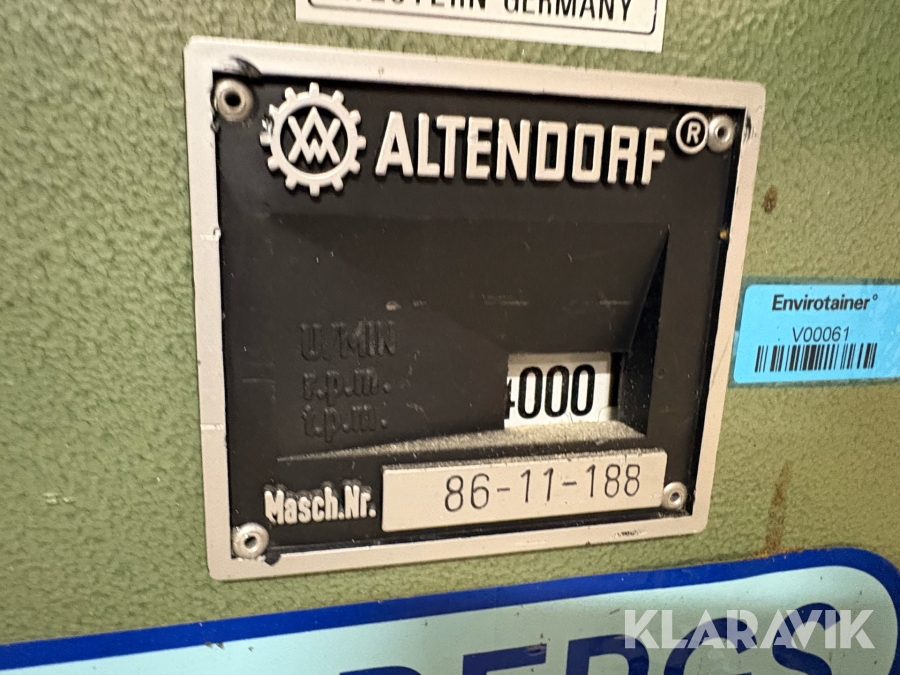 GERMANY
ALTENDORF®
Envirotainer°
V00061
U/MIN
r.p.m.
t.p.m.
4000
Masch.Nr.
86-11-188
KLARAVIK